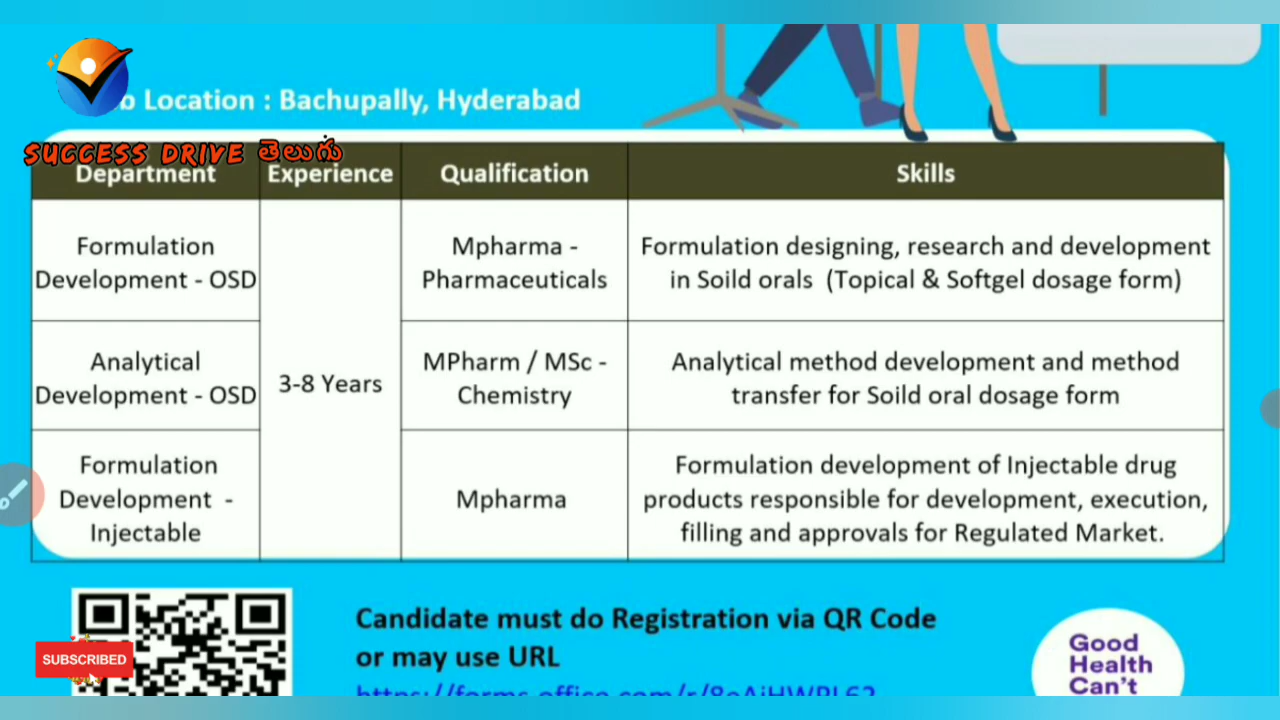 b Location : Bachupally, Hyderabad
SUCCESS DRIVE తెలుగు
Department Experience Qualification Skills
Formulation
Development - OSD
Mpharma -
Pharmaceuticals
Formulation designing, research and development
in Soild orals (Topical & Softgel dosage form)
3-8 Years
Analytical
Development - OSD
MPharm / MSc -
Chemistry
Analytical method development and method
transfer for Soild oral dosage form
Formulation
Development -
Injectable
Mpharma
Formulation development of Injectable drug
products responsible for development, execution,
filling and approvals for Regulated Market.
Candidate must do Registration via QR Code
or may use URL
SUBSCRIBED
Good
Health
Can't